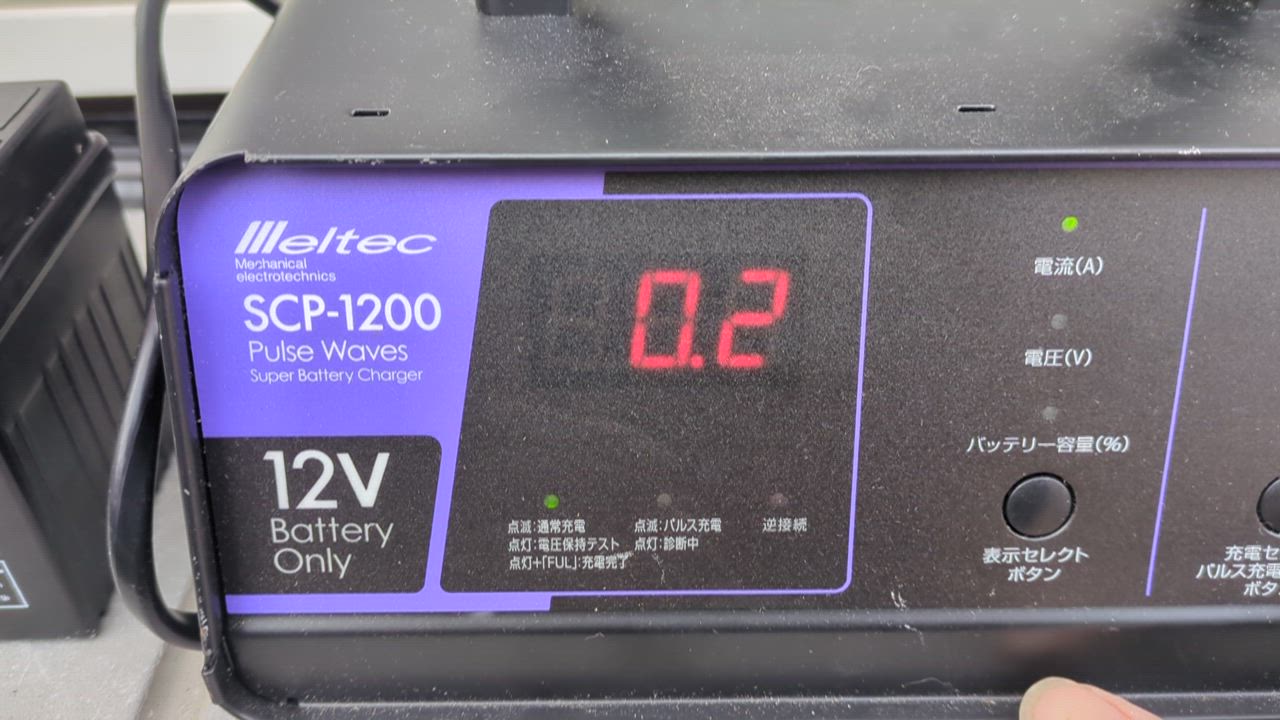 Meltec
Mechanical
electrotechnics
SCP-1200
Pulse Waves
Super Battery Charger
12V
Battery
Only
0.2
点滅:通常充電
点灯:電圧保持テスト
点灯+「FUL」:充電完了
点滅:パルス充電
点灯:診断中
逆接続
電流(A)
電圧(V)
バッテリー容量(%)
表示セレクト
ボタン
充電セ
パルス充電
ボタ